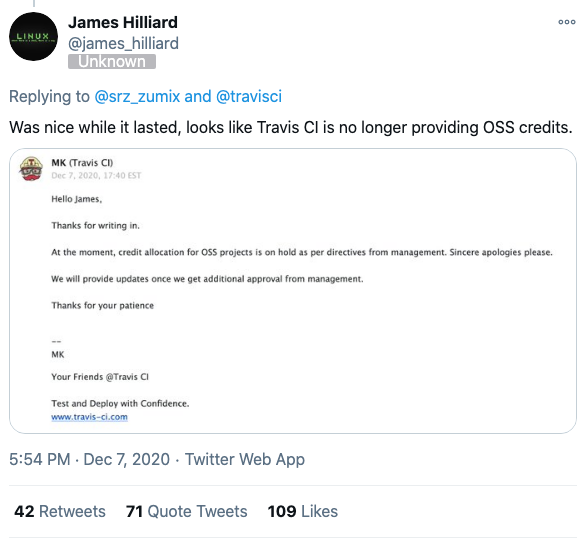 James Hilliard
@james_hilliard
Unknown
LINUX
Replying to @srz_zumix and @travisci
Was nice while it lasted, looks like Travis CI is no longer providing OSS credits.
MK (Travis CI)
Dec 7, 2020, 17:40 EST
Hello James,
Thanks for writing in.
At the moment, credit allocation for OSS projects is on hold as per directives from management. Sincere apologies please.
We will provide updates once we get additional approval from management.
Thanks for your patience
--
MK
Your Friends @Travis CI
Test and Deploy with Confidence.
www.travis-ci.com
5:54 PM · Dec 7, 2020 · Twitter Web App
42 Retweets 71 Quote Tweets 109 Likes